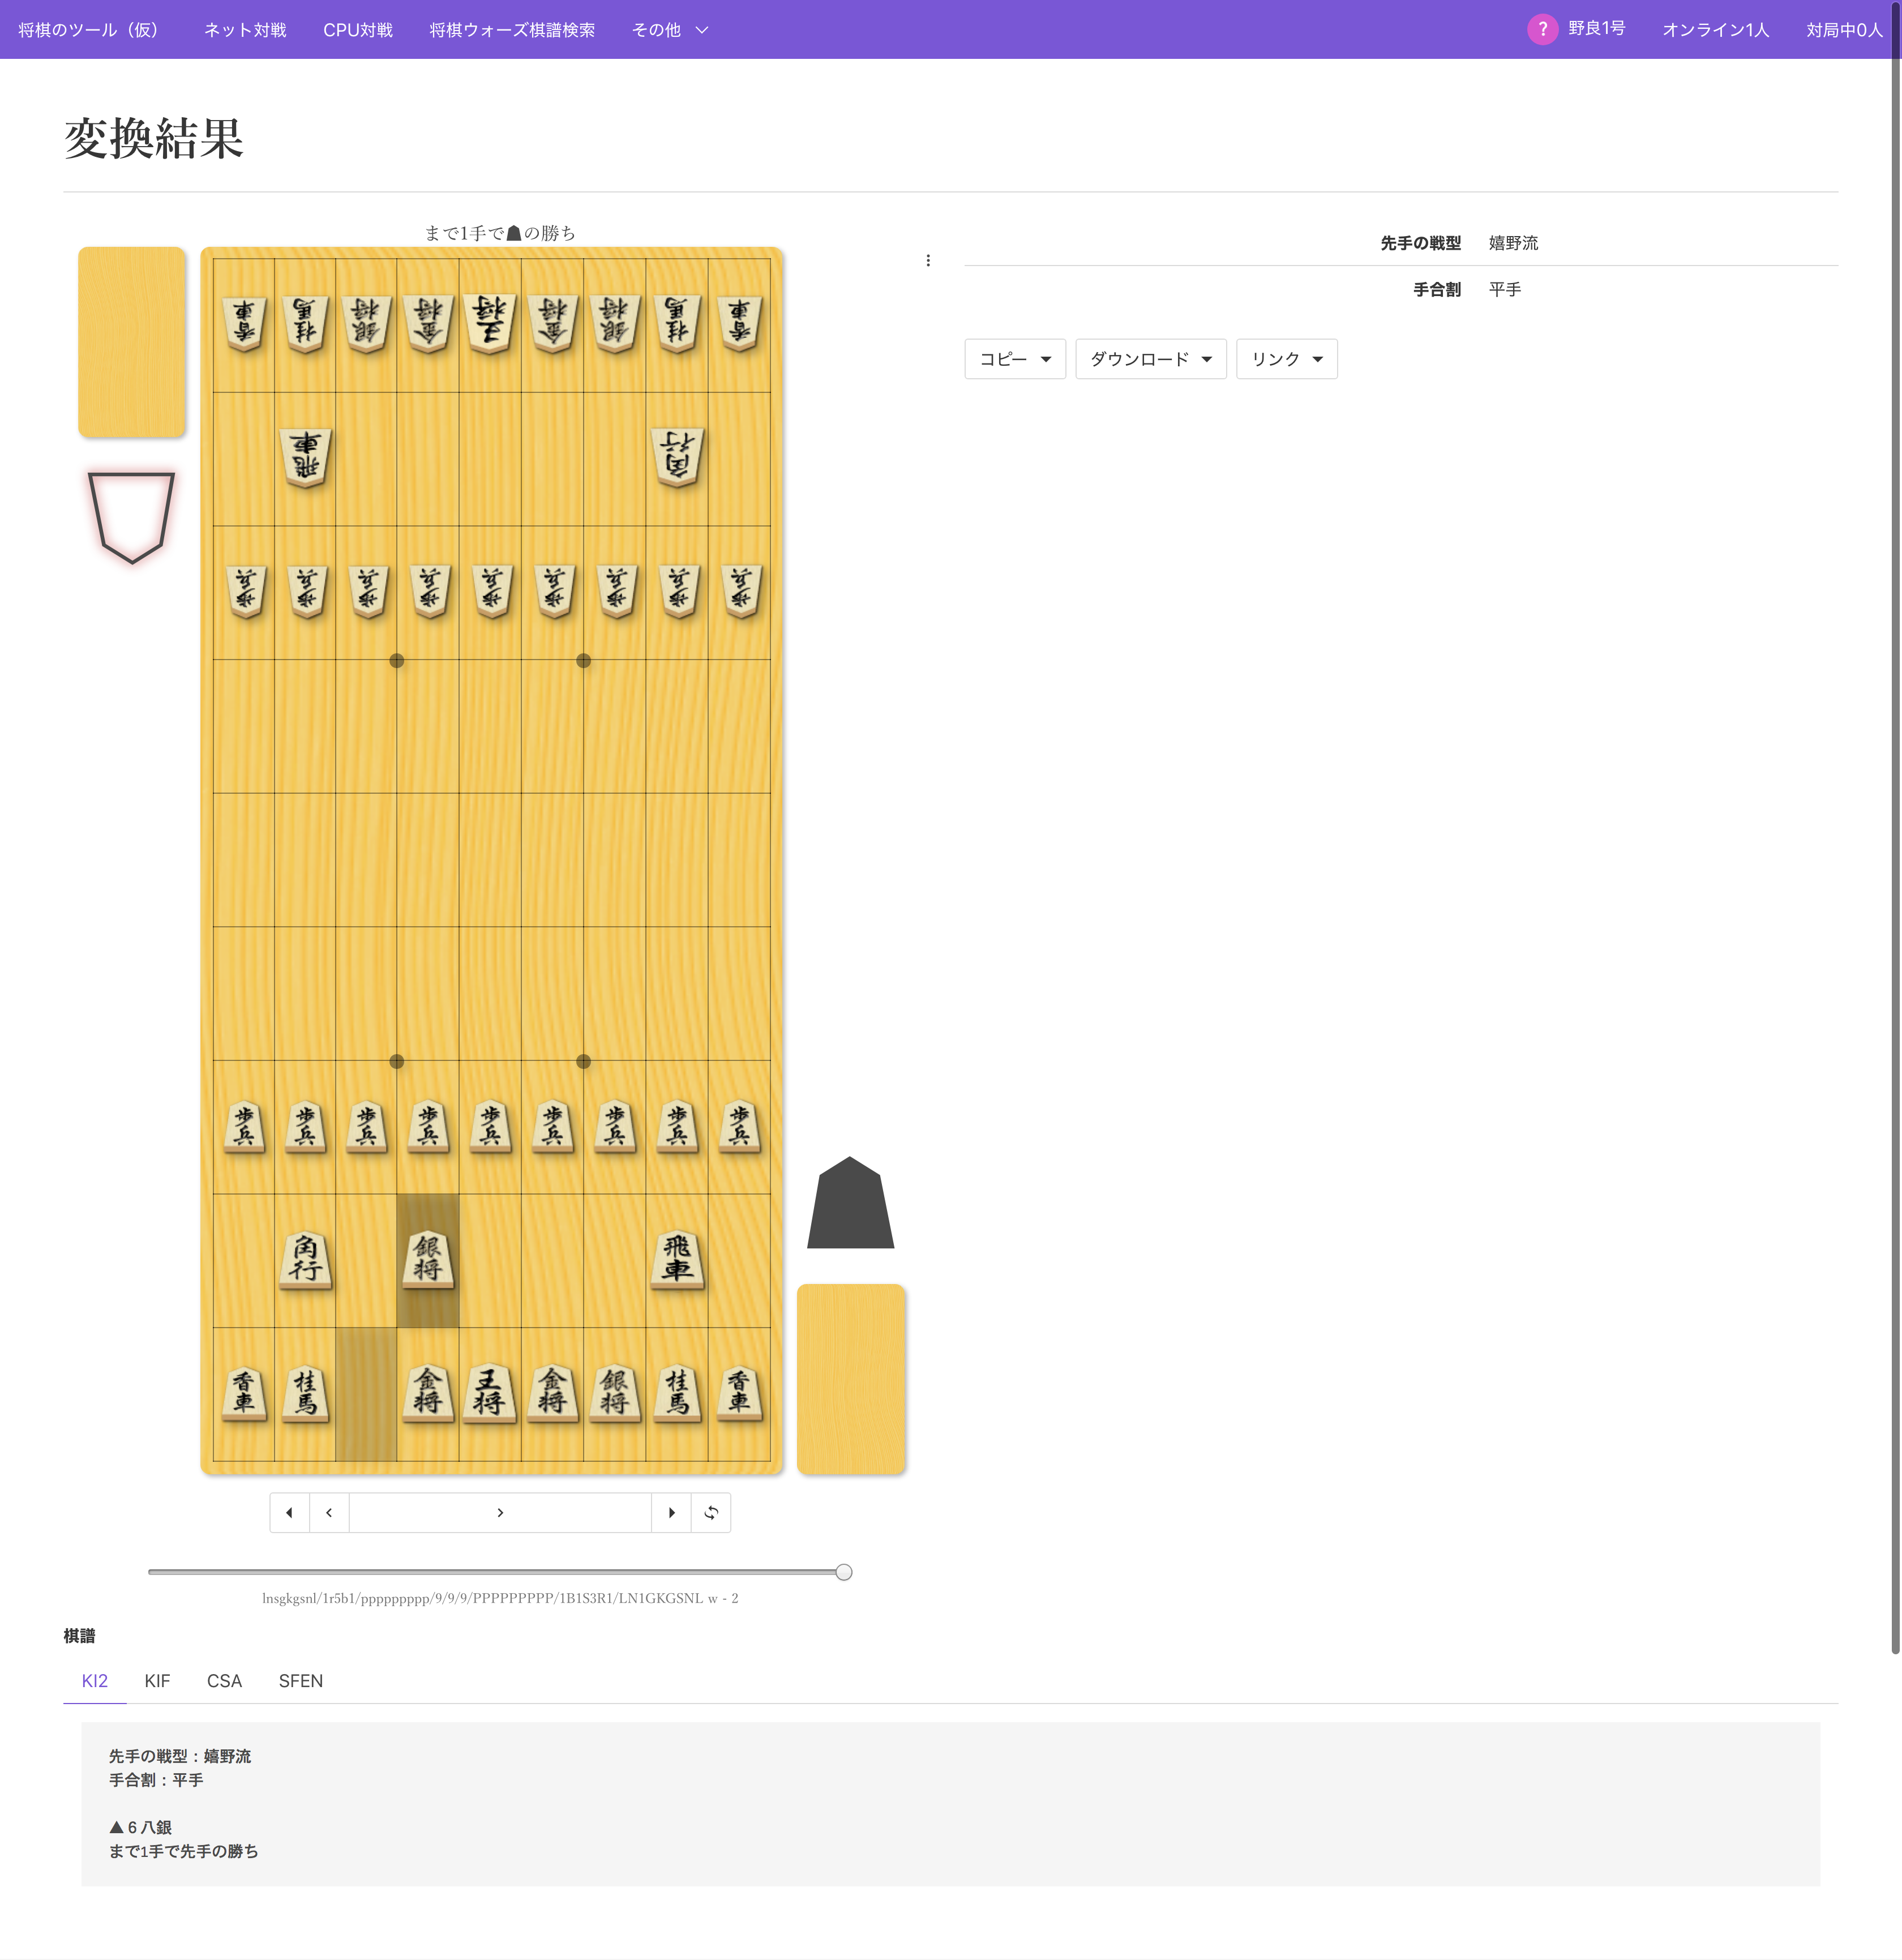 将棋のツール（仮） ネット対戦 CPU対戦 将棋ウォーズ棋譜検索 その他 ? 野良1号 オンライン1人 対局中0人
変換結果
まで1手で☗の勝ち
香車 桂馬 銀将 金将 王将 金将 銀将 桂馬 香車
飛車 角行
歩兵 歩兵 歩兵 歩兵 歩兵 歩兵 歩兵 歩兵 歩兵
歩兵 歩兵 歩兵 歩兵 歩兵 歩兵 歩兵 歩兵 歩兵
角行 銀将 飛車
香車 桂馬 金将 王将 金将 銀将 桂馬 香車
先手の戦型 嬉野流
手合割 平手
コピー ダウンロード リンク
lnsgkgsnl/1r5b1/ppppppppp/9/9/9/PPPPPPPPP/1B1S3R1/LN1GKGSNL w - 2
棋譜
KI2 KIF CSA SFEN
先手の戦型：嬉野流
手合割：平手
▲６八銀
まで1手で先手の勝ち